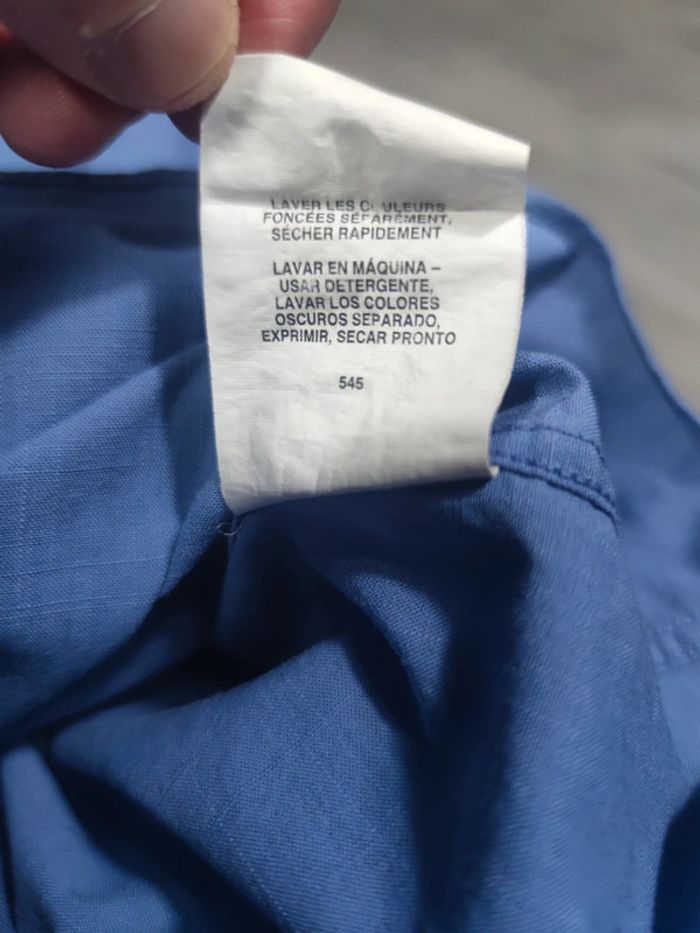 LAVER LES COULEURS
FONCÉES SÉPARÉMENT,
SÉCHER RAPIDEMENT
LAVAR EN MÁQUINA –
USAR DETERGENTE,
LAVAR LOS COLORES
OSCUROS SEPARADO,
EXPRIMIR, SECAR PRONTO
545